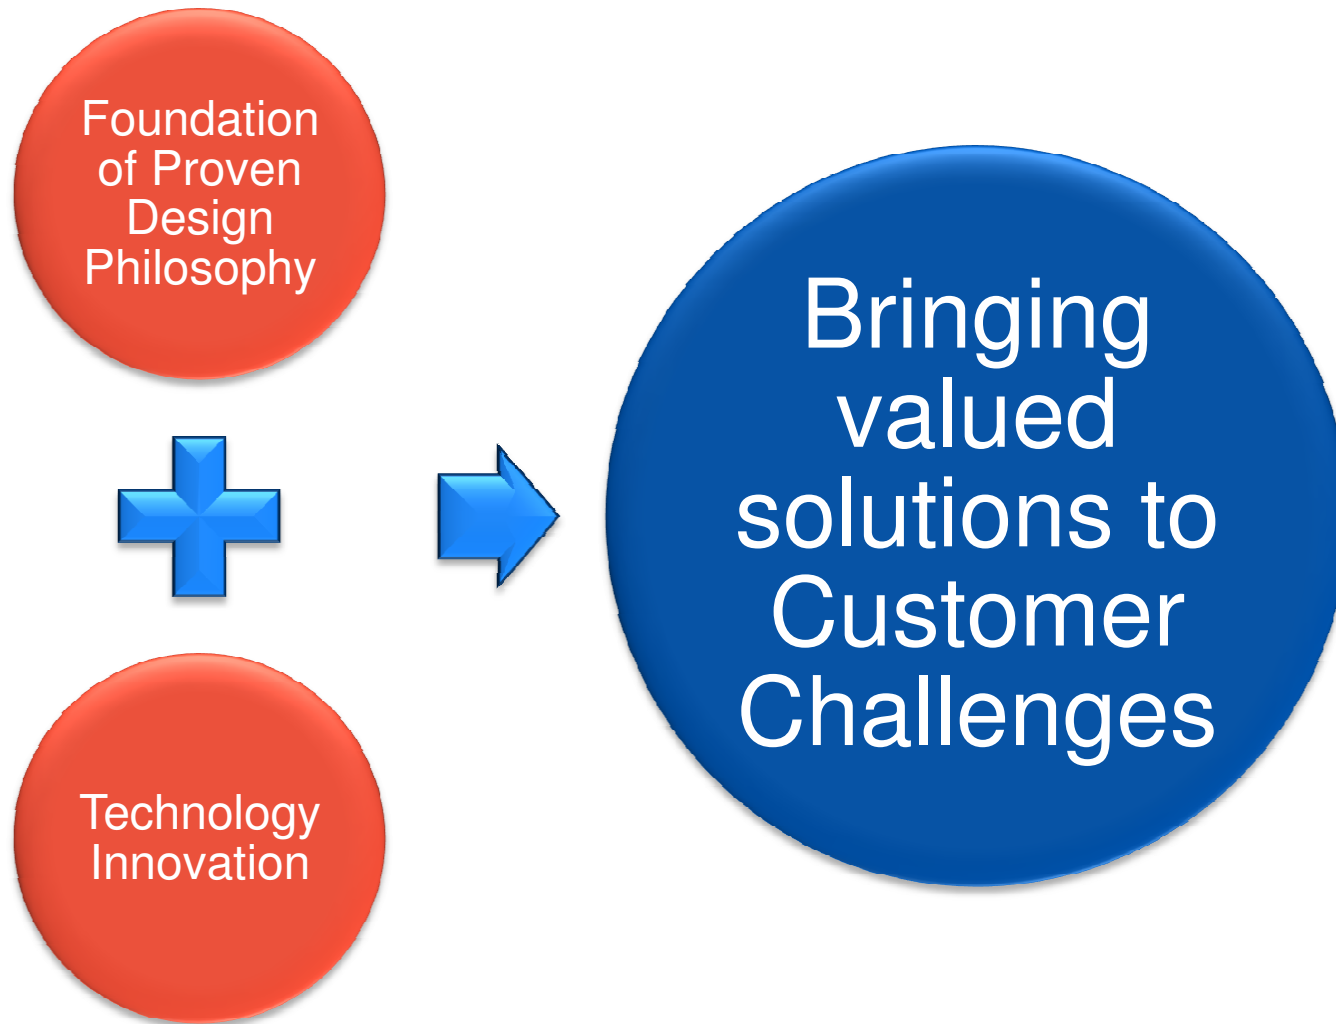 Foundation
of Proven
Design
Philosophy
Technology
Innovation
Bringing
valued
solutions to
Customer
Challenges